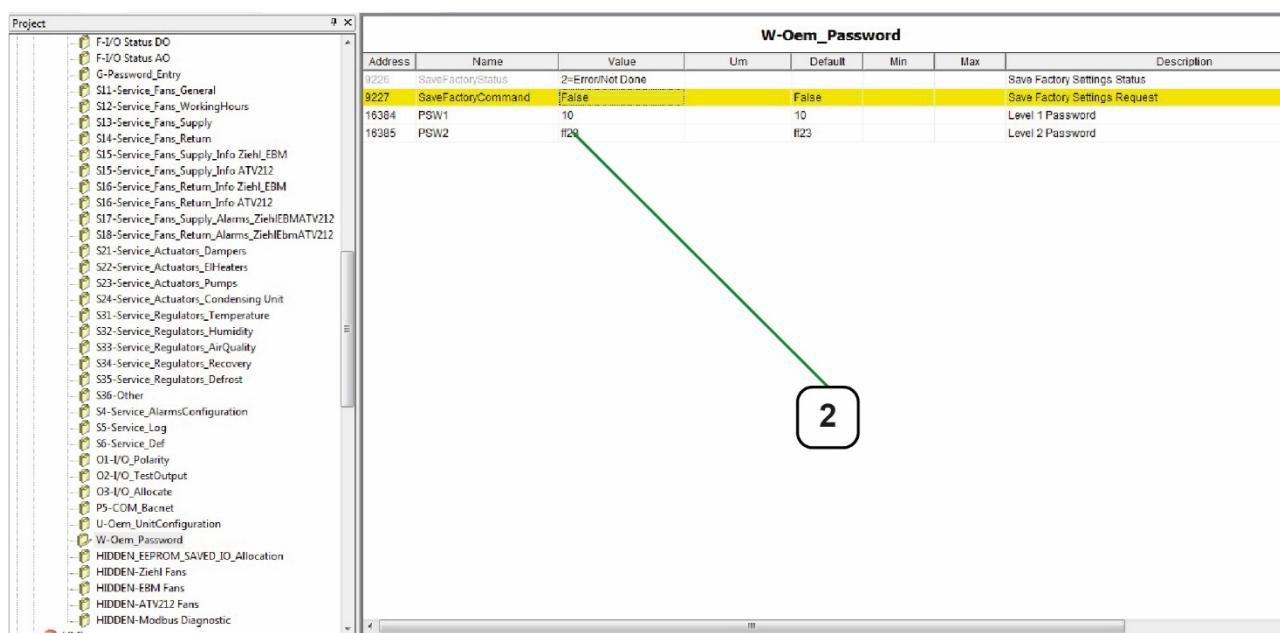 Project
F-I/O Status DO
F-I/O Status AO
G-Password_Entry
S11-Service_Fans_General
S12-Service_Fans_WorkingHours
S13-Service_Fans_Supply
S14-Service_Fans_Return
S15-Service_Fans_Supply_Info Ziehl_EBM
S15-Service_Fans_Supply_Info ATV212
S16-Service_Fans_Return_Info Ziehl_EBM
S16-Service_Fans_Return_Info ATV212
S17-Service_Fans_Supply_Alarms_ZiehlEBMATV212
S18-Service_Fans_Return_Alarms_ZiehlEbmATV212
S21-Service_Actuators_Dampers
S22-Service_Actuators_ElHeaters
S23-Service_Actuators_Pumps
S24-Service_Actuators_Condensing Unit
S31-Service_Regulators_Temperature
S32-Service_Regulators_Humidity
S33-Service_Regulators_AirQuality
S34-Service_Regulators_Recovery
S35-Service_Regulators_Defrost
S36-Other
S4-Service_AlarmsConfiguration
S5-Service_Log
S6-Service_Def
O1-I/O_Polarity
O2-I/O_TestOutput
O3-I/O_Allocate
P5-COM_Bacnet
U-Oem_UnitConfiguration
W-Oem_Password
HIDDEN_EEPROM_SAVED_IO_Allocation
HIDDEN-Ziehl Fans
HIDDEN-EBM Fans
HIDDEN-ATV212 Fans
HIDDEN-Modbus Diagnostic
W-Oem_Password
Address Name Value Um Default Min Max Description
9226 SaveFactoryStatus 2=Error/Not Done Save Factory Settings Status
9227 SaveFactoryCommand False False Save Factory Settings Request
16384 PSW1 10 10 Level 1 Password
16385 PSW2 ff23 ff23 Level 2 Password
2